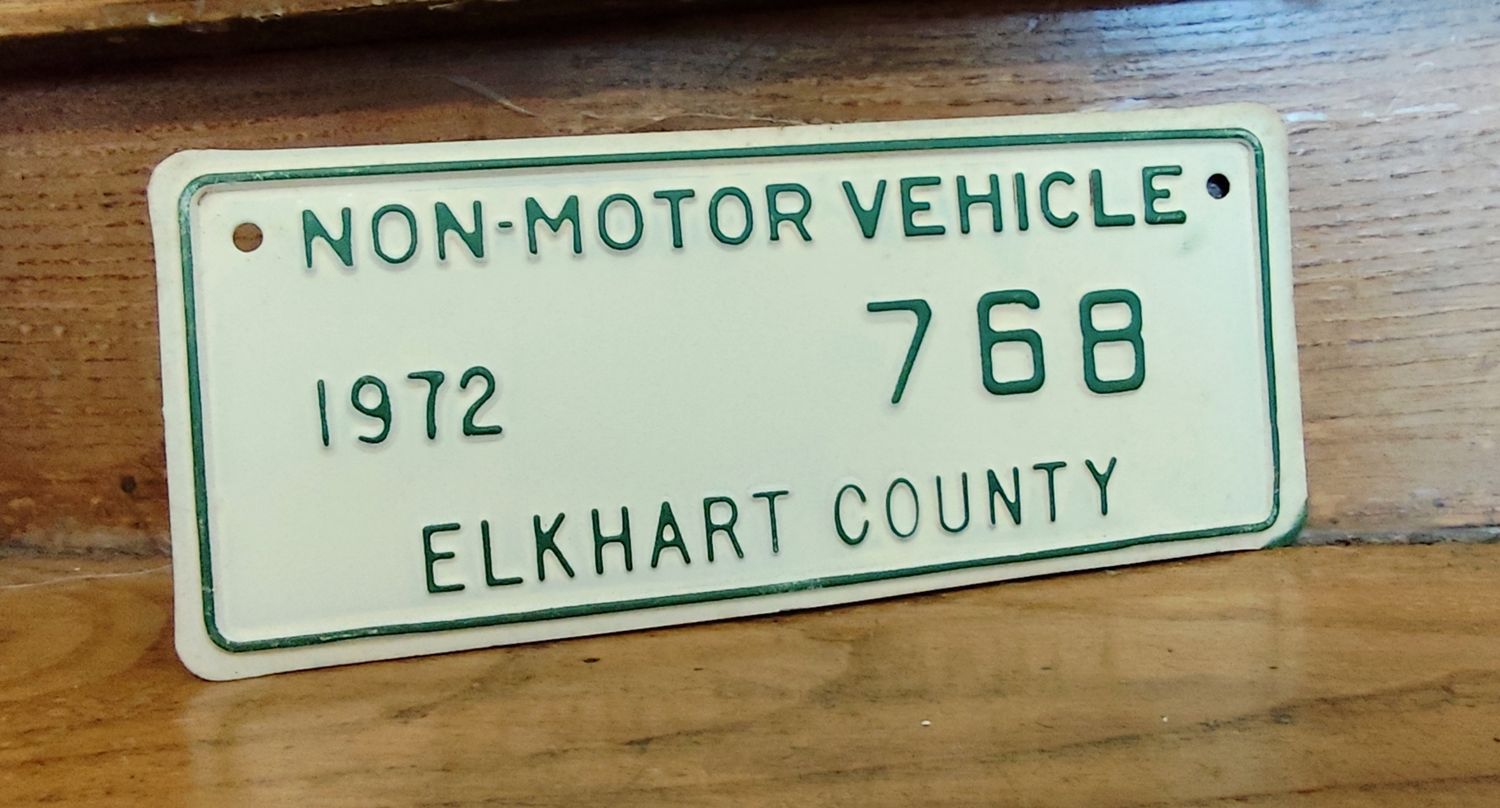 NON-MOTOR VEHICLE
768
1972
ELKHART COUNTY